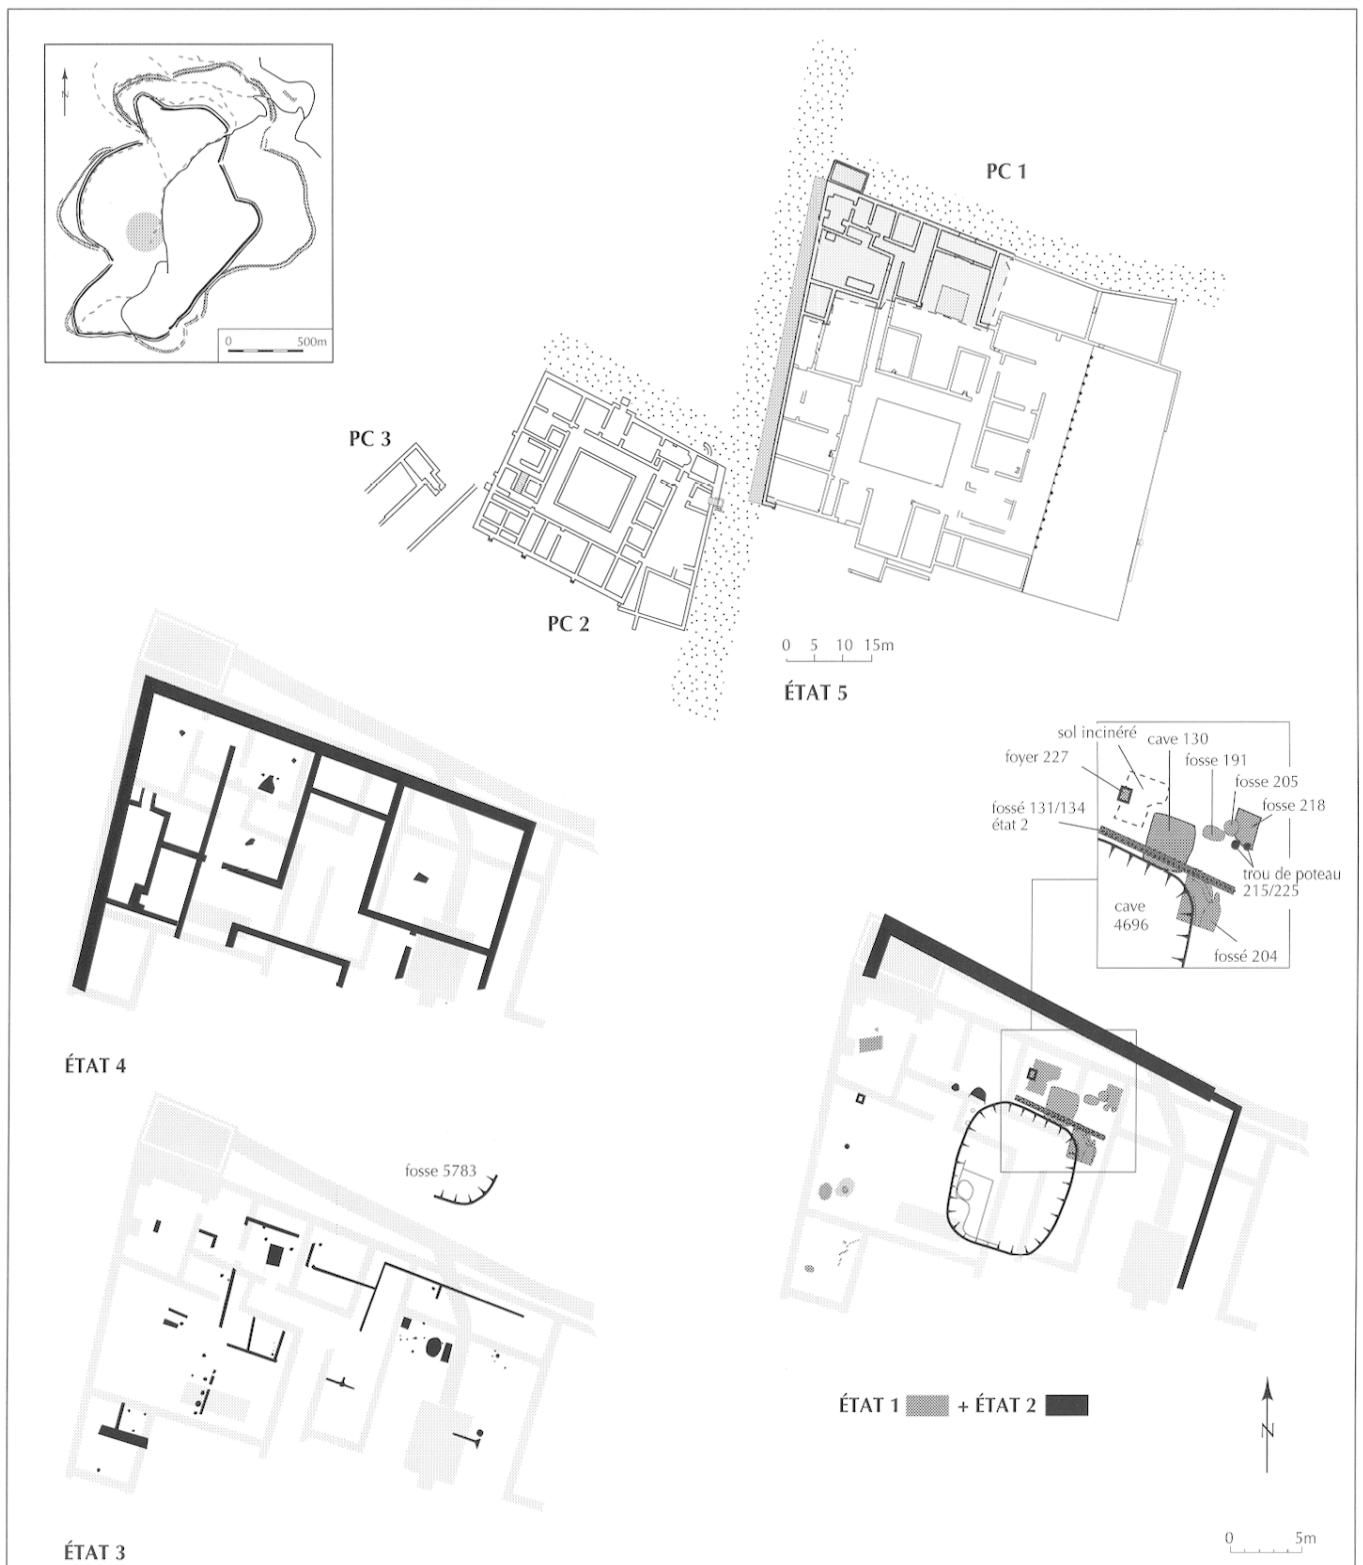 N
0 500m
PC 1
PC 3
PC 2
0 5 10 15m
ÉTAT 5
sol incinéré
cave 130
foyer 227
fosse 191
fosse 205
fosse 218
fossé 131/134
état 2
trou de poteau
215/225
cave
4696
fossé 204
ÉTAT 4
fosse 5783
ÉTAT 1 + ÉTAT 2
N
0 5m
ÉTAT 3